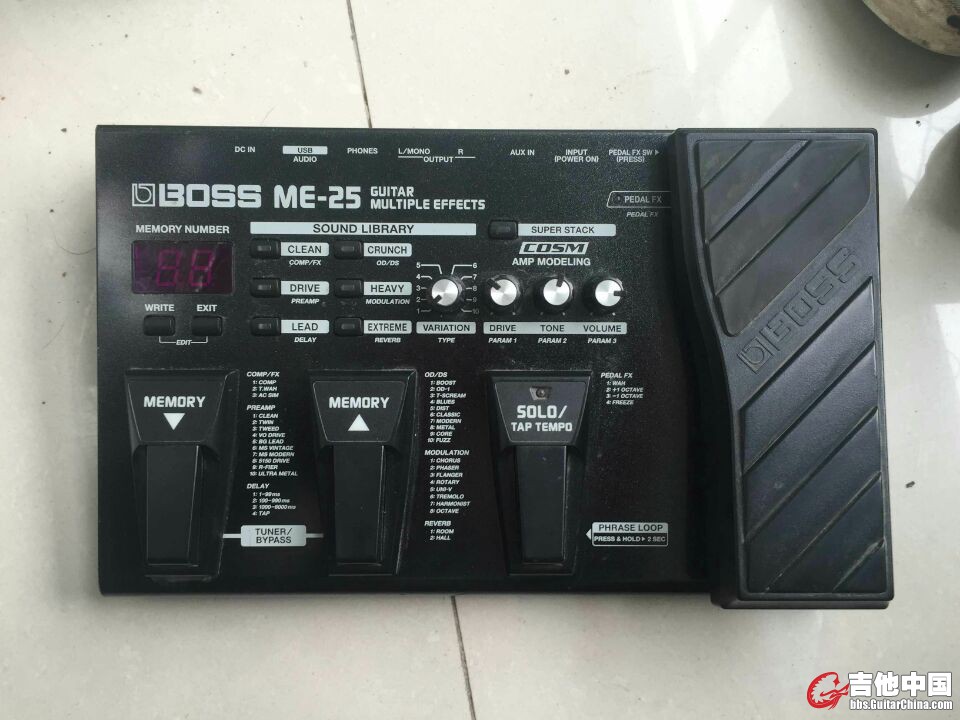 DC IN
USB
AUDIO
PHONES
L/MONO R
OUTPUT
AUX IN
INPUT
(POWER ON)
PEDAL FX SW
(PRESS)
BOSS ME-25 GUITAR
MULTIPLE EFFECTS
PEDAL FX
PEDAL FX
MEMORY NUMBER
SOUND LIBRARY
SUPER STACK
COSM
AMP MODELING
CLEAN
COMP/FX
CRUNCH
OD/DS
DRIVE
PREAMP
HEAVY
MODULATION
LEAD
DELAY
EXTREME
REVERB
5 6
4 7
3 8
2 9
1 10
VARIATION
TYPE
DRIVE
PARAM 1
TONE
PARAM 2
VOLUME
PARAM 3
WRITE EXIT
EDIT
BOSS
MEMORY
MEMORY
SOLO/
TAP TEMPO
COMP/FX
1: COMP
2: T.WAH
3: AC SIM
PREAMP
1: CLEAN
2: TWIN
3: TWEED
4: VO DRIVE
5: BG LEAD
6: MS VINTAGE
7: MS MODERN
8: 5150 DRIVE
9: R-FIER
10: ULTRA METAL
DELAY
1: 1–99 ms
2: 100–990 ms
3: 1000–6000 ms
4: TAP
TUNER/
BYPASS
OD/DS
1: BOOST
2: OD-1
3: T-SCREAM
4: BLUES
5: DIST
6: CLASSIC
7: MODERN
8: METAL
9: CORE
10: FUZZ
MODULATION
1: CHORUS
2: PHASER
3: FLANGER
4: ROTARY
5: UNI-V
6: TREMOLO
7: HARMONIST
8: OCTAVE
REVERB
1: ROOM
2: HALL
PEDAL FX
1: WAH
2: +1 OCTAVE
3: –1 OCTAVE
4: FREEZE
PHRASE LOOP
PRESS & HOLD 2 SEC
吉他中国
bbs.GuitarChina.com